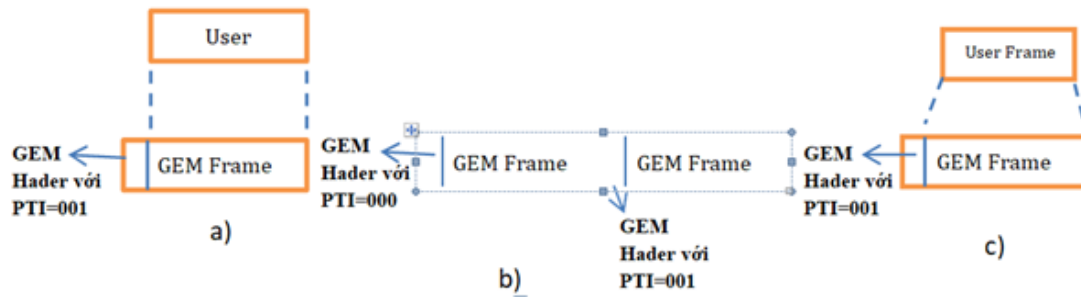 User
GEM Frame
GEM
Hader với
PTI=001
a)
GEM
Hader với
PTI=000
GEM Frame
GEM Frame
GEM
Hader với
PTI=001
b)
User Frame
GEM Frame
GEM
Hader với
PTI=001
c)